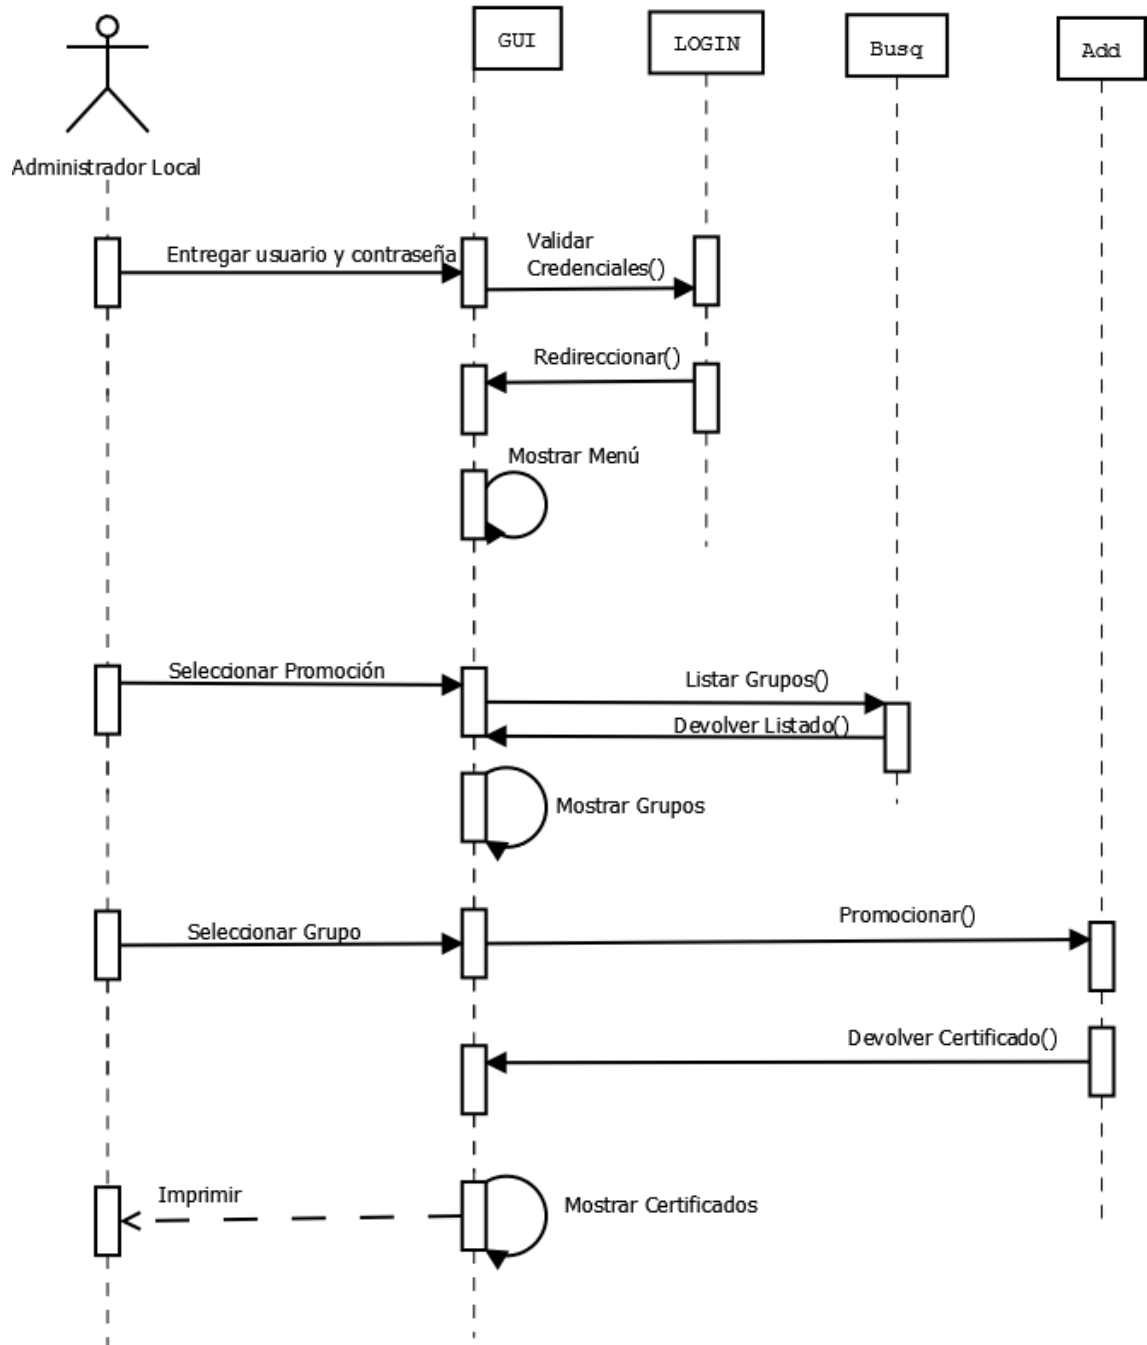 GUI
LOGIN
Busq
Add
Administrador Local
Entregar usuario y contraseña
Validar
Credenciales()
Redireccionar()
Mostrar Menú
Seleccionar Promoción
Listar Grupos()
Devolver Listado()
Mostrar Grupos
Seleccionar Grupo
Promocionar()
Devolver Certificado()
Imprimir
Mostrar Certificados